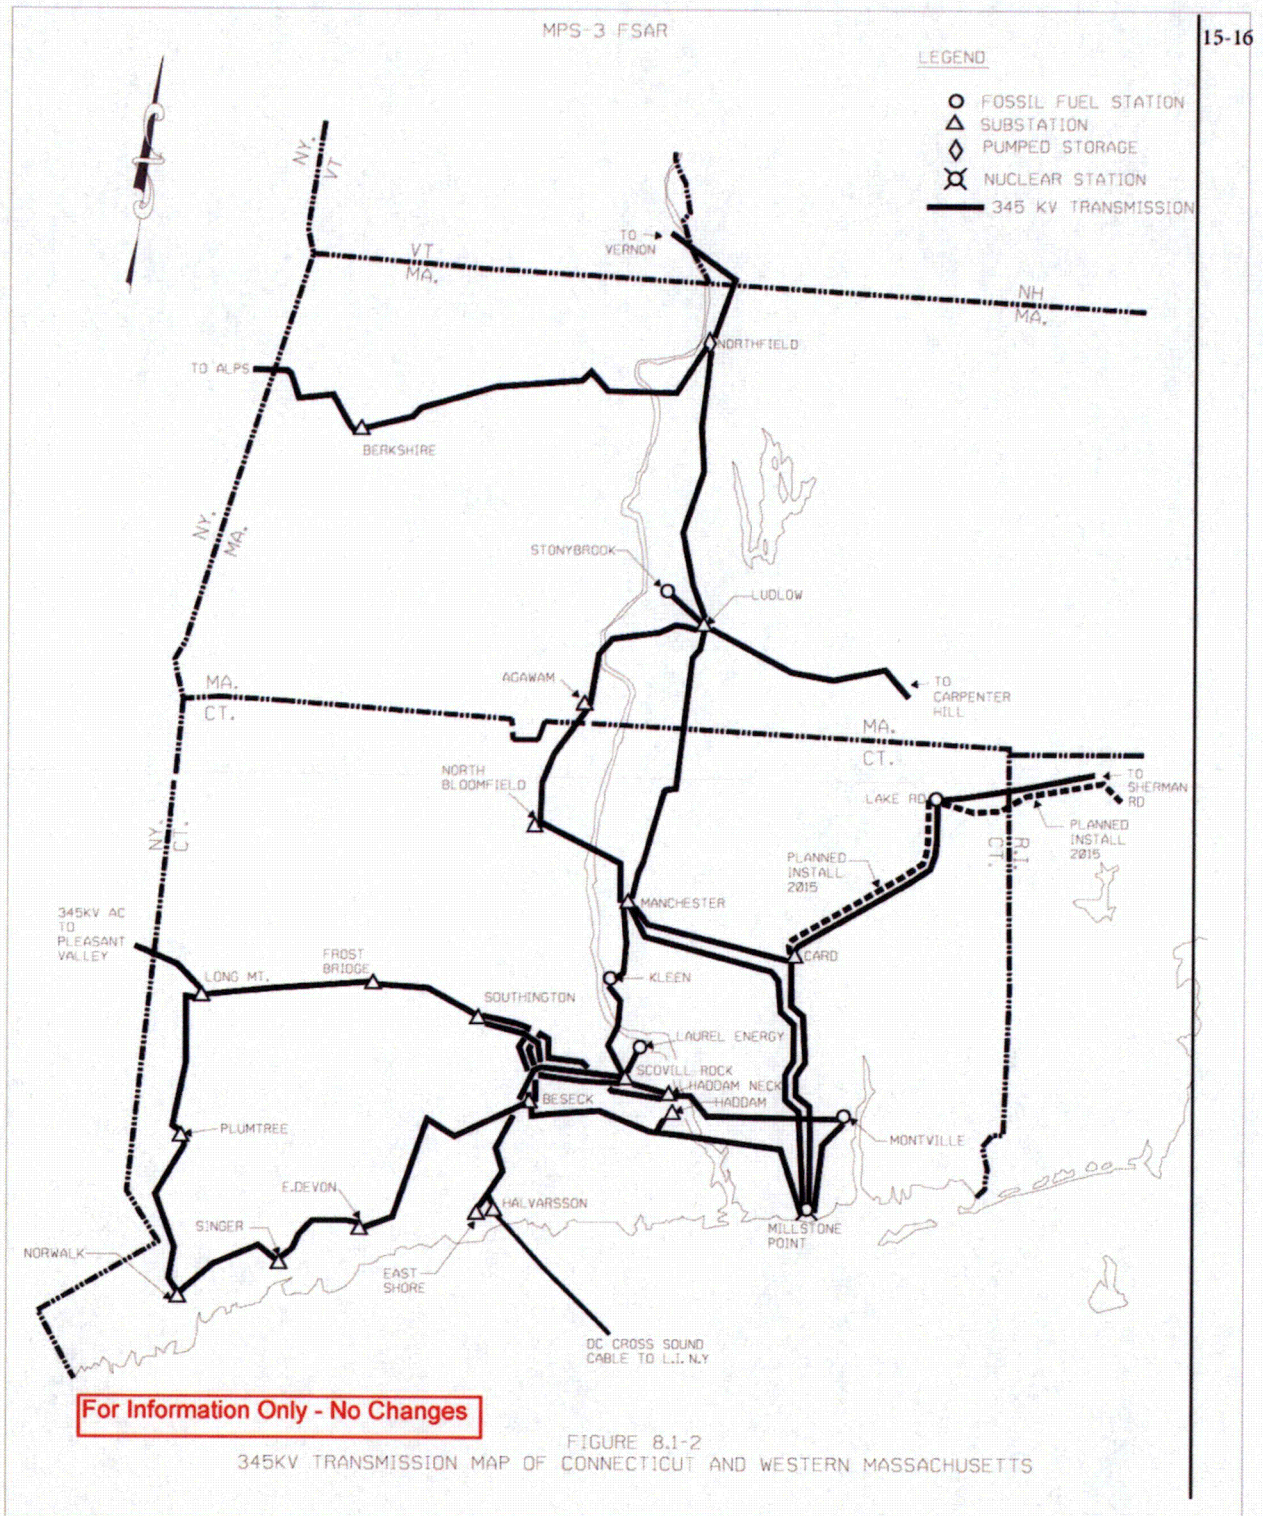 MPS-3 FSAR
15-16
LEGEND
FOSSIL FUEL STATION
SUBSTATION
PUMPED STORAGE
NUCLEAR STATION
345 KV TRANSMISSION
NY.
VT
TO
VERNON
VT
MA.
NH
MA.
NORTHFIELD
TO ALPS
BERKSHIRE
NY.
MA.
STONYBROOK
LUDLOW
AGAWAM
TO
CARPENTER
HILL
MA.
CT.
MA.
CT.
NORTH
BLOOMFIELD
TO
SHERMAN
RD
LAKE RD
PLANNED
INSTALL
2015
NY.
CT.
R.I.
CT.
PLANNED
INSTALL
2015
MANCHESTER
345KV AC
TO
PLEASANT
VALLEY
FROST
BRIDGE
CARD
LONG MT.
KLEEN
SOUTHINGTON
LAUREL ENERGY
SCOVILL ROCK
HADDAM NECK
BESECK
HADDAM
PLUMTREE
MONTVILLE
E.DEVON
HALVARSSON
SINGER
MILLSTONE
POINT
NORWALK
EAST
SHORE
DC CROSS SOUND
CABLE TO L.I. N.Y
For Information Only - No Changes
FIGURE 8.1-2
345KV TRANSMISSION MAP OF CONNECTICUT AND WESTERN MASSACHUSETTS